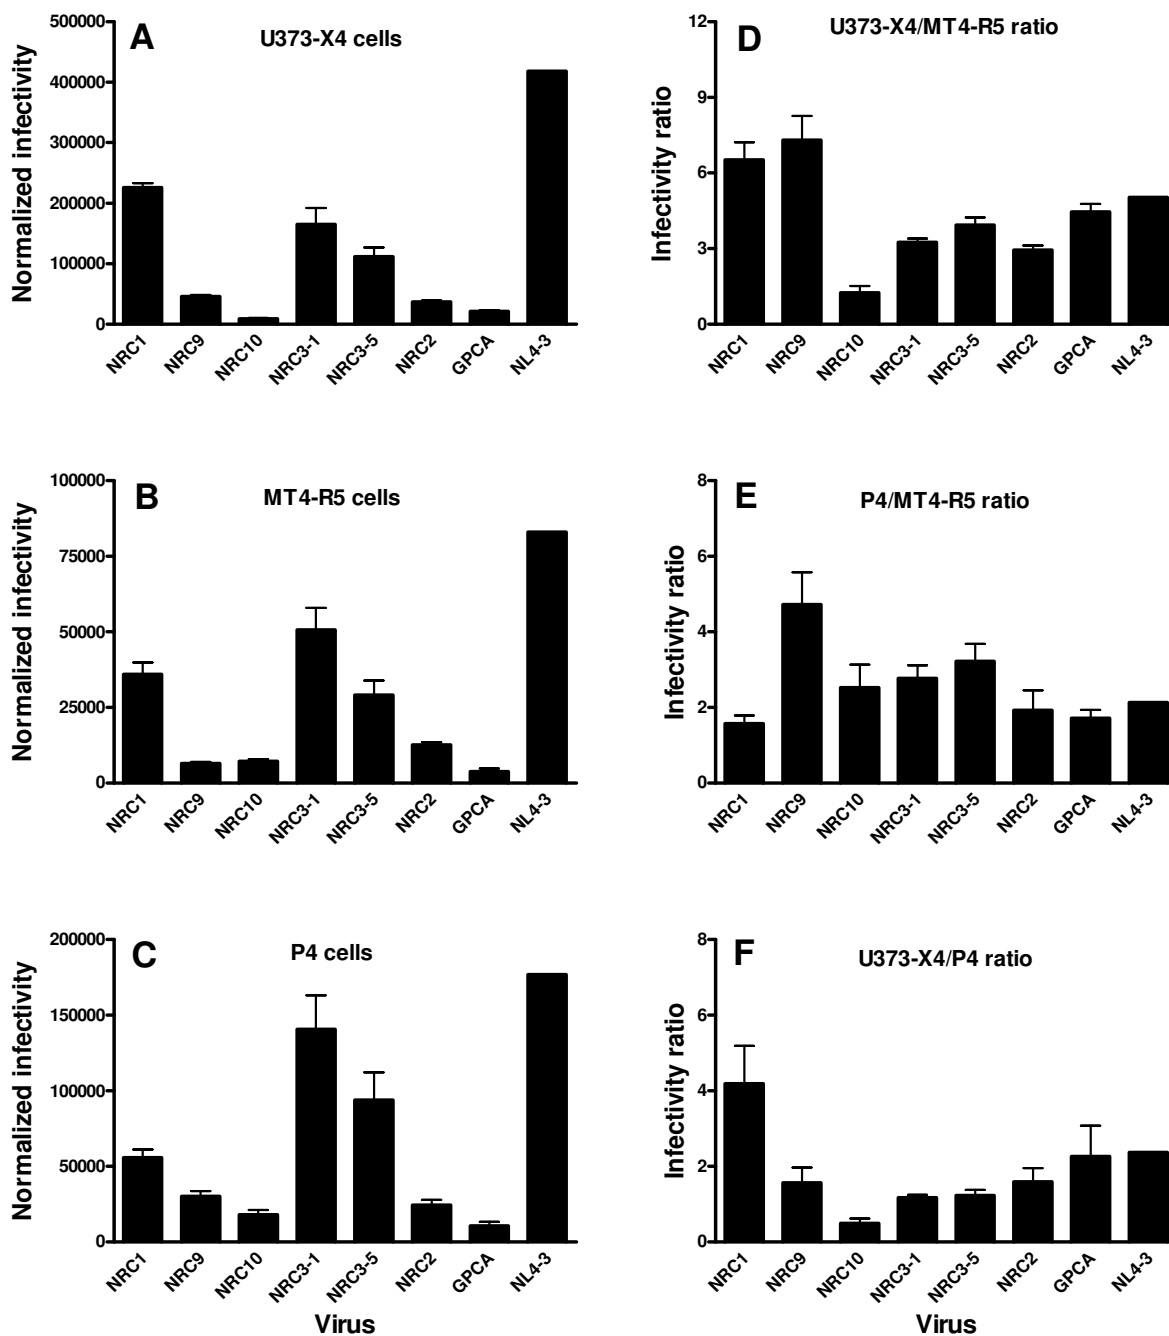 A
U373-X4 cells
Normalized infectivity
500000
400000
300000
200000
100000
0
NRC1
NRC9
NRC10
NRC3-1
NRC3-5
NRC2
GPCA
NL4-3
D
U373-X4/MT4-R5 ratio
Infectivity ratio
12
9
6
3
0
NRC1
NRC9
NRC10
NRC3-1
NRC3-5
NRC2
GPCA
NL4-3
B
MT4-R5 cells
Normalized infectivity
100000
75000
50000
25000
0
NRC1
NRC9
NRC10
NRC3-1
NRC3-5
NRC2
GPCA
NL4-3
E
P4/MT4-R5 ratio
Infectivity ratio
8
6
4
2
0
NRC1
NRC9
NRC10
NRC3-1
NRC3-5
NRC2
GPCA
NL4-3
C
P4 cells
Normalized infectivity
200000
150000
100000
50000
0
NRC1
NRC9
NRC10
NRC3-1
NRC3-5
NRC2
GPCA
NL4-3
Virus
F
U373-X4/P4 ratio
Infectivity ratio
8
6
4
2
0
NRC1
NRC9
NRC10
NRC3-1
NRC3-5
NRC2
GPCA
NL4-3
Virus